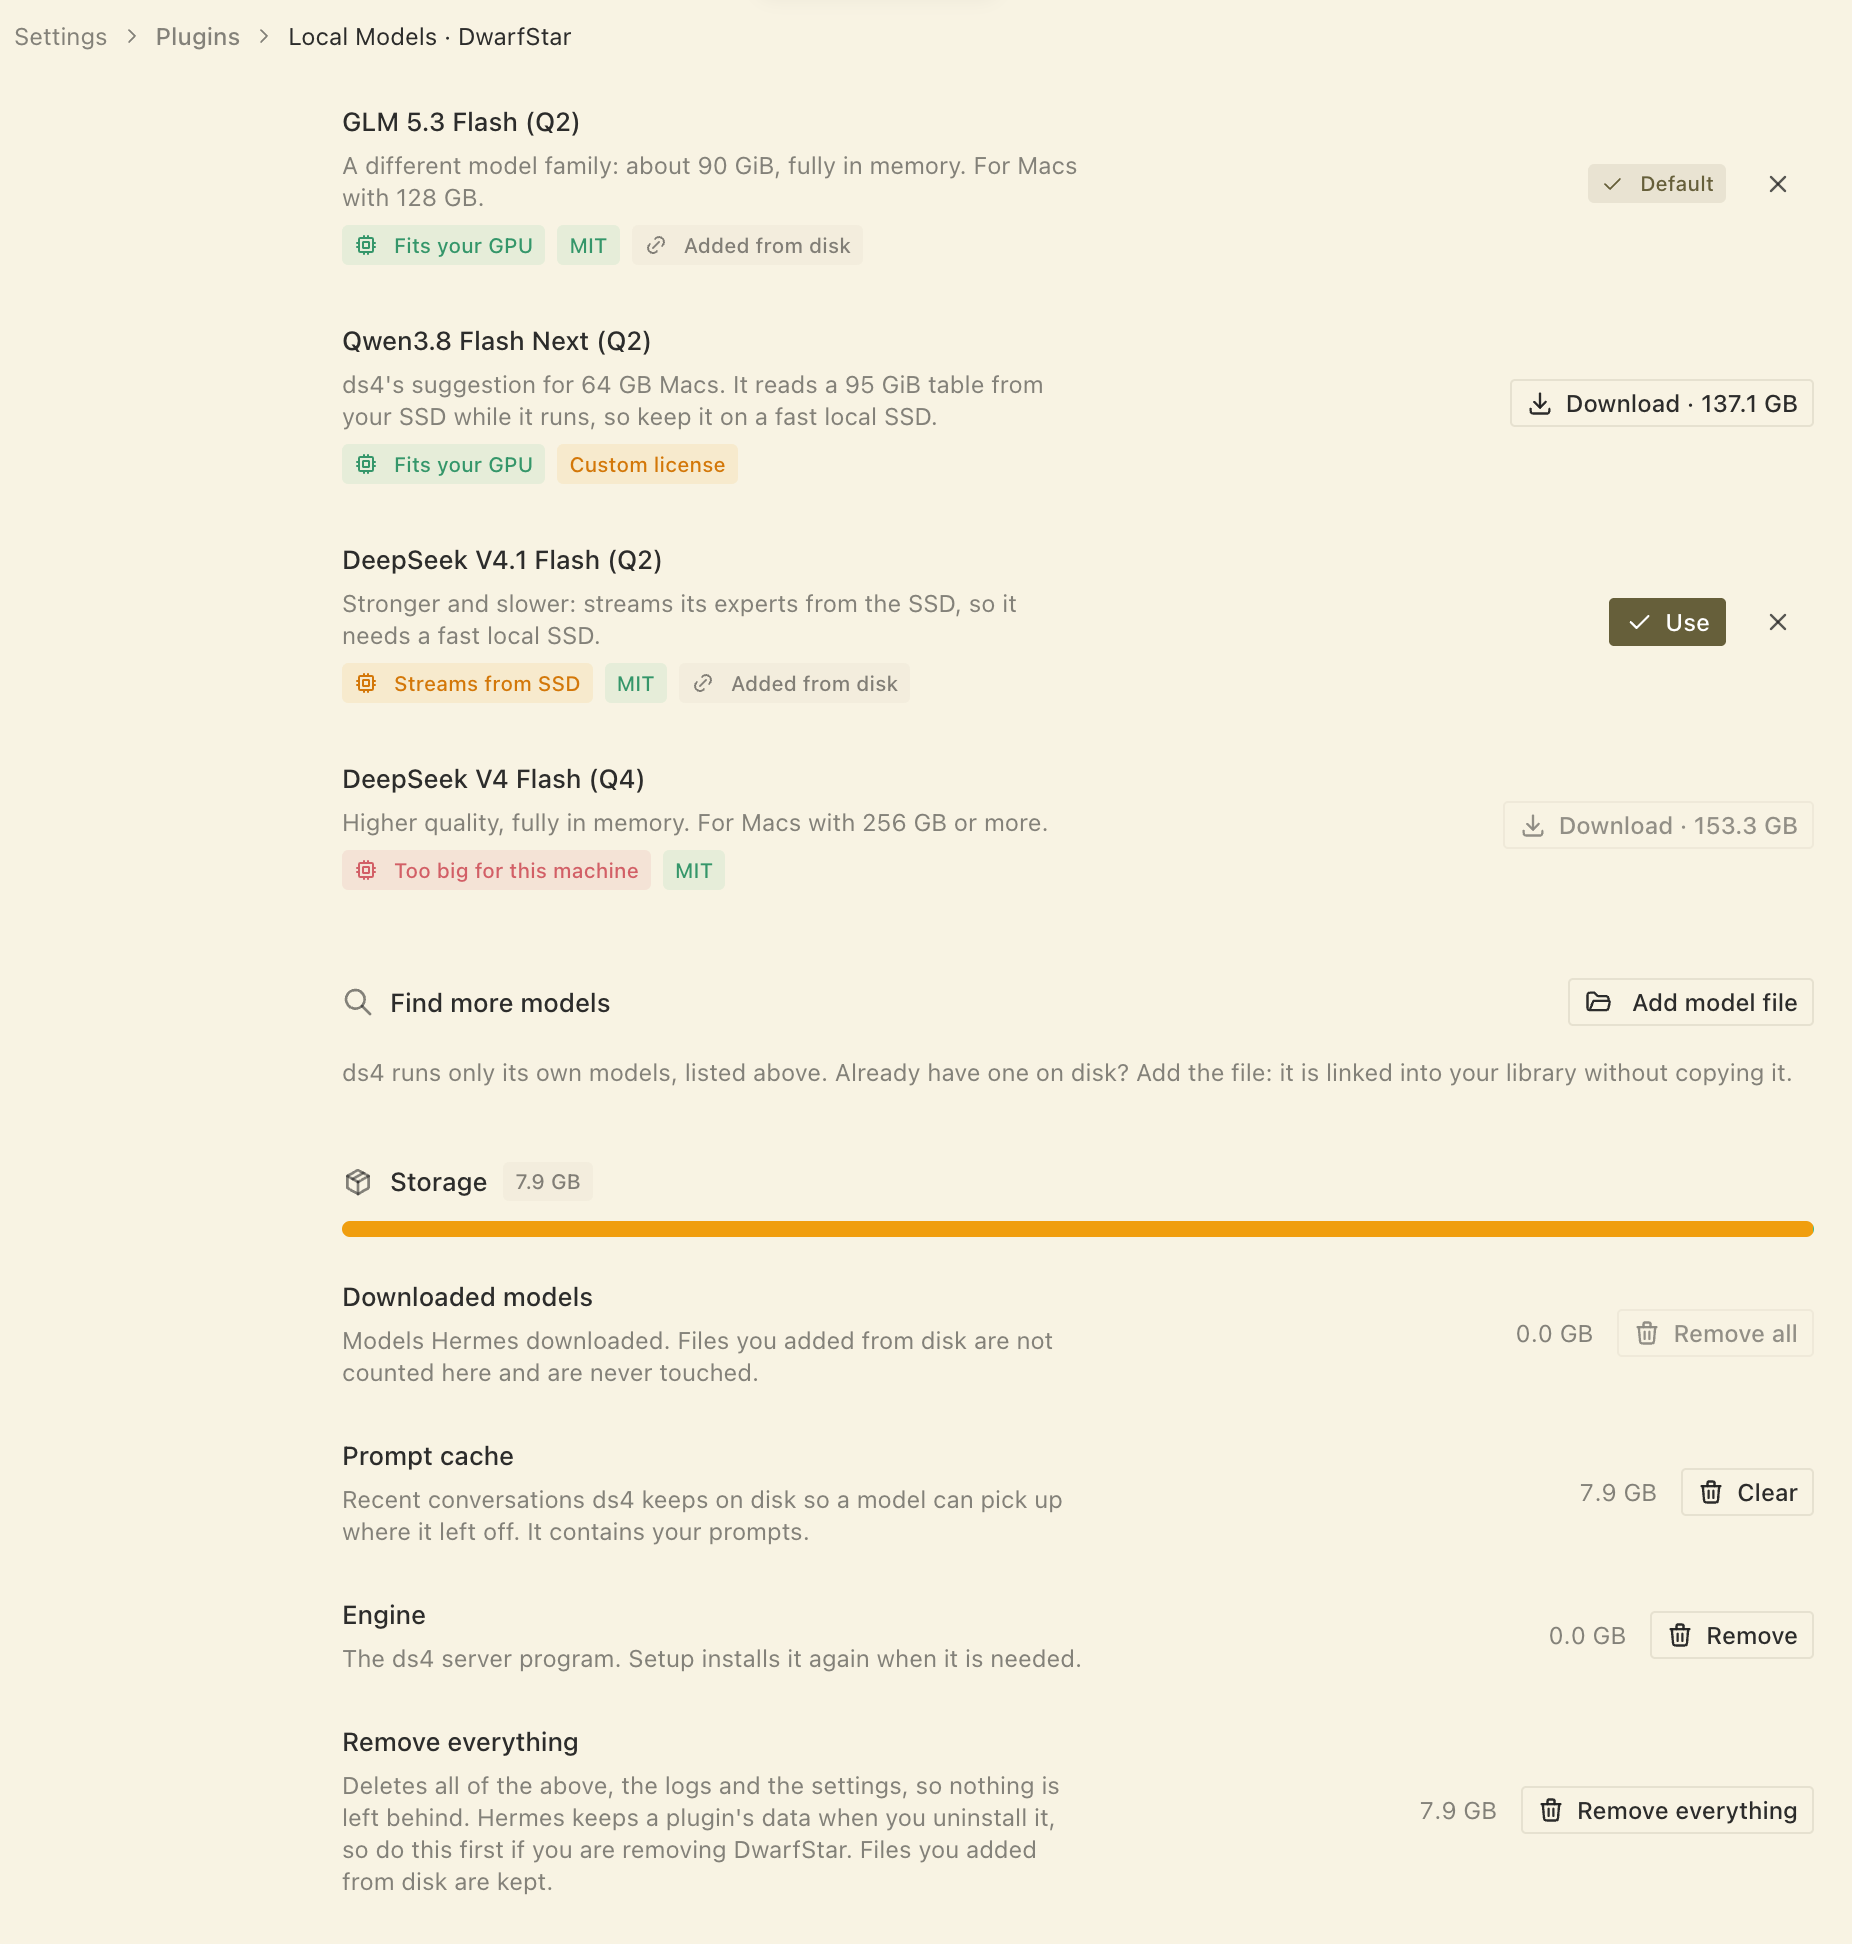 Settings > Plugins > Local Models · DwarfStar
GLM 5.3 Flash (Q2)
A different model family: about 90 GiB, fully in memory. For Macs
with 128 GB.
Default
Fits your GPU
MIT
Added from disk
Qwen3.8 Flash Next (Q2)
ds4's suggestion for 64 GB Macs. It reads a 95 GiB table from
your SSD while it runs, so keep it on a fast local SSD.
Download · 137.1 GB
Fits your GPU
Custom license
DeepSeek V4.1 Flash (Q2)
Stronger and slower: streams its experts from the SSD, so it
needs a fast local SSD.
Use
Streams from SSD
MIT
Added from disk
DeepSeek V4 Flash (Q4)
Higher quality, fully in memory. For Macs with 256 GB or more.
Download · 153.3 GB
Too big for this machine
MIT
Find more models
Add model file
ds4 runs only its own models, listed above. Already have one on disk? Add the file: it is linked into your library without copying it.
Storage
7.9 GB
Downloaded models
Models Hermes downloaded. Files you added from disk are not
counted here and are never touched.
0.0 GB
Remove all
Prompt cache
Recent conversations ds4 keeps on disk so a model can pick up
where it left off. It contains your prompts.
7.9 GB
Clear
Engine
The ds4 server program. Setup installs it again when it is needed.
0.0 GB
Remove
Remove everything
Deletes all of the above, the logs and the settings, so nothing is
left behind. Hermes keeps a plugin's data when you uninstall it,
so do this first if you are removing DwarfStar. Files you added
from disk are kept.
7.9 GB
Remove everything